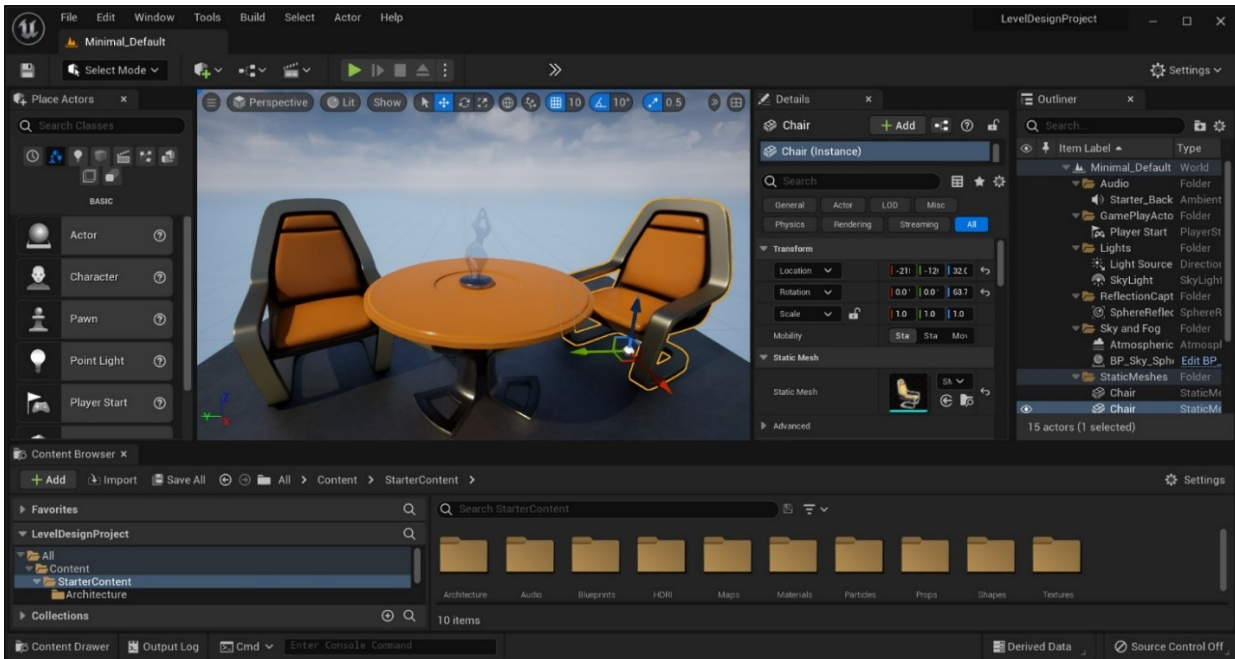 File Edit Window Tools Build Select Actor Help LevelDesignProject
Minimal_Default
Select Mode Settings
Place Actors
Search Classes
BASIC
Actor
Character
Pawn
Point Light
Player Start
Perspective Lit Show 10 10° 0.5
Details
Chair + Add
Chair (Instance)
Search
General Actor LOD Misc
Physics Rendering Streaming All
Transform
Location -21 -12 32.
Rotation 0.0° 0.0° 63.7
Scale 1.0 1.0 1.0
Mobility Sta Sta Mov
Static Mesh
Static Mesh
Advanced
Z
Y X
Outliner
Search...
Item Label Type
Minimal_Default World
Audio Folder
Starter_Back Ambient
GamePlayActo Folder
Player Start PlayerSt
Lights Folder
Light Source Direction
SkyLight SkyLight
ReflectionCapt Folder
SphereReflec SphereR
Sky and Fog Folder
Atmospheric Atmospl
BP_Sky_Sph Edit BP_
StaticMeshes Folder
Chair StaticMe
Chair StaticMe
15 actors (1 selected)
Content Browser
+ Add Import Save All All > Content > StarterContent >
Settings
Favorites
LevelDesignProject
All
Content
StarterContent
Architecture
Collections
Search StarterContent
Architecture Audio Blueprints HDRI Maps Materials Particles Props Shapes Textures
10 items
Content Drawer Output Log Cmd Enter Console Command Derived Data Source Control Off